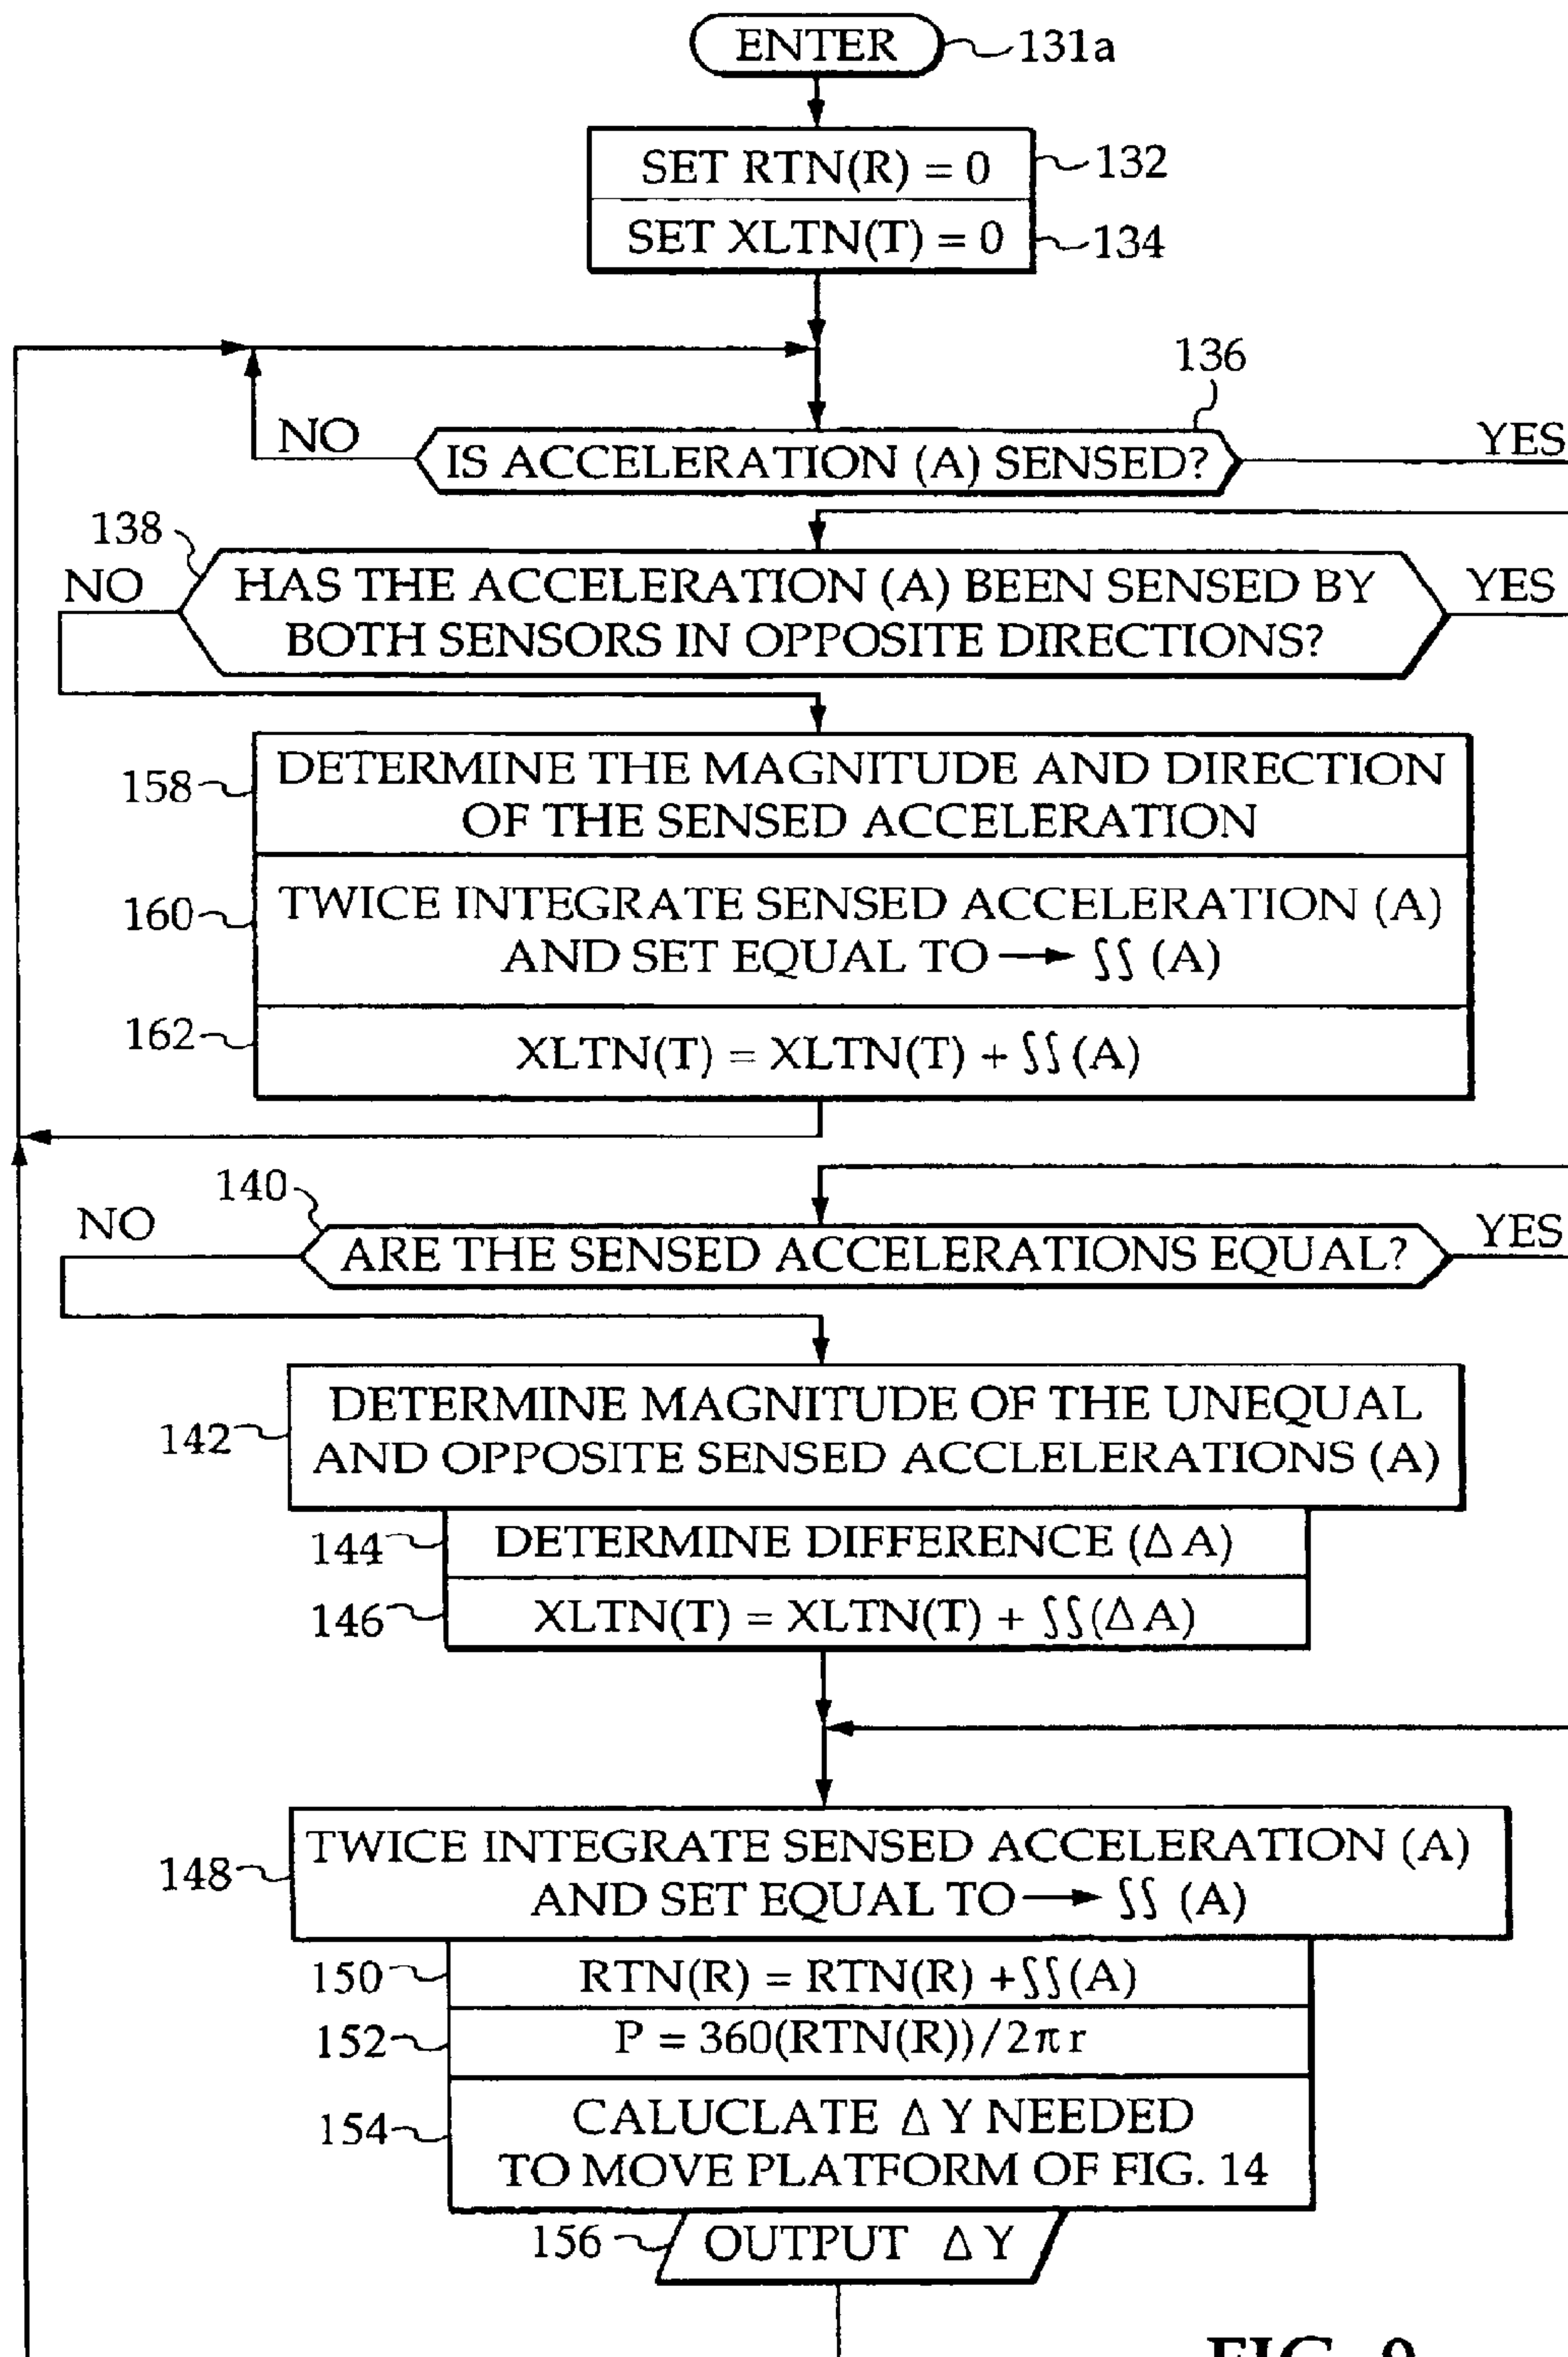 ENTER 131a
SET RTN(R) = 0 132
SET XLTN(T) = 0 134
136
NO IS ACCELERATION (A) SENSED? YES
138
NO HAS THE ACCELERATION (A) BEEN SENSED BY YES
BOTH SENSORS IN OPPOSITE DIRECTIONS?
158 DETERMINE THE MAGNITUDE AND DIRECTION
OF THE SENSED ACCELERATION
160 TWICE INTEGRATE SENSED ACCELERATION (A)
AND SET EQUAL TO → ∫∫ (A)
162 XLTN(T) = XLTN(T) + ∫∫ (A)
140
NO ARE THE SENSED ACCELERATIONS EQUAL? YES
142 DETERMINE MAGNITUDE OF THE UNEQUAL
AND OPPOSITE SENSED ACCLELERATIONS (A)
144 DETERMINE DIFFERENCE (Δ A)
146 XLTN(T) = XLTN(T) + ∫∫(Δ A)
148 TWICE INTEGRATE SENSED ACCELERATION (A)
AND SET EQUAL TO → ∫∫ (A)
150 RTN(R) = RTN(R) +∫∫(A)
152 P = 360(RTN(R))/2π r
154 CALUCLATE Δ Y NEEDED
TO MOVE PLATFORM OF FIG. 14
156 OUTPUT Δ Y